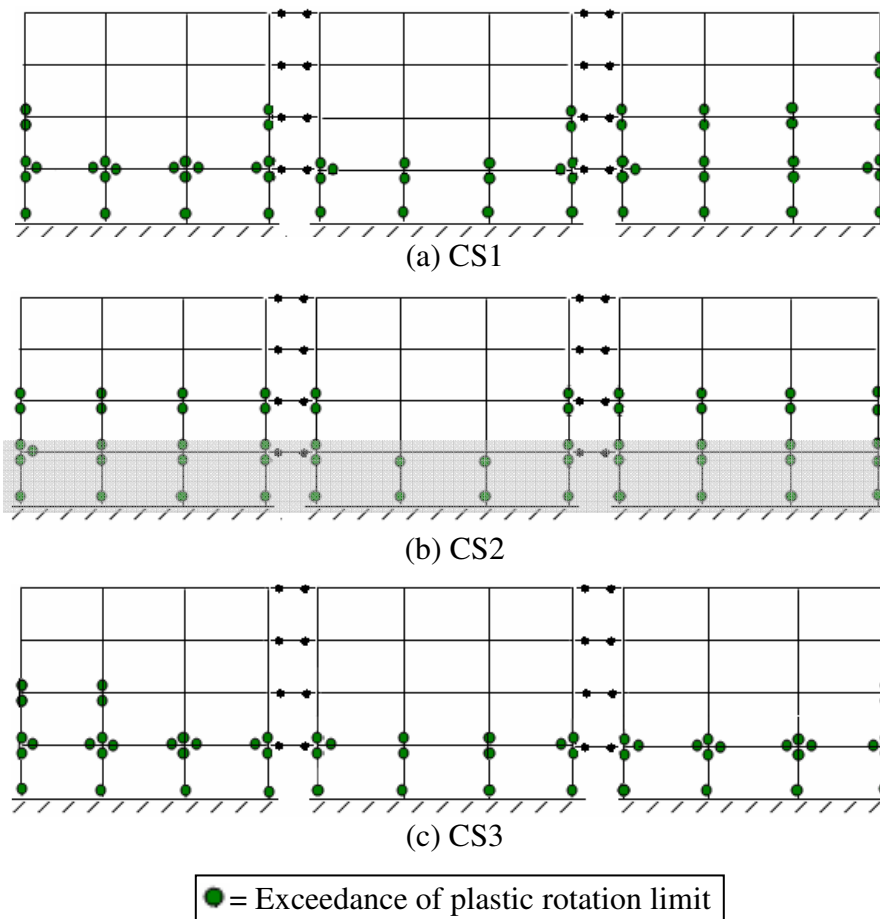 (a) CS1
(b) CS2
(c) CS3
= Exceedance of plastic rotation limit